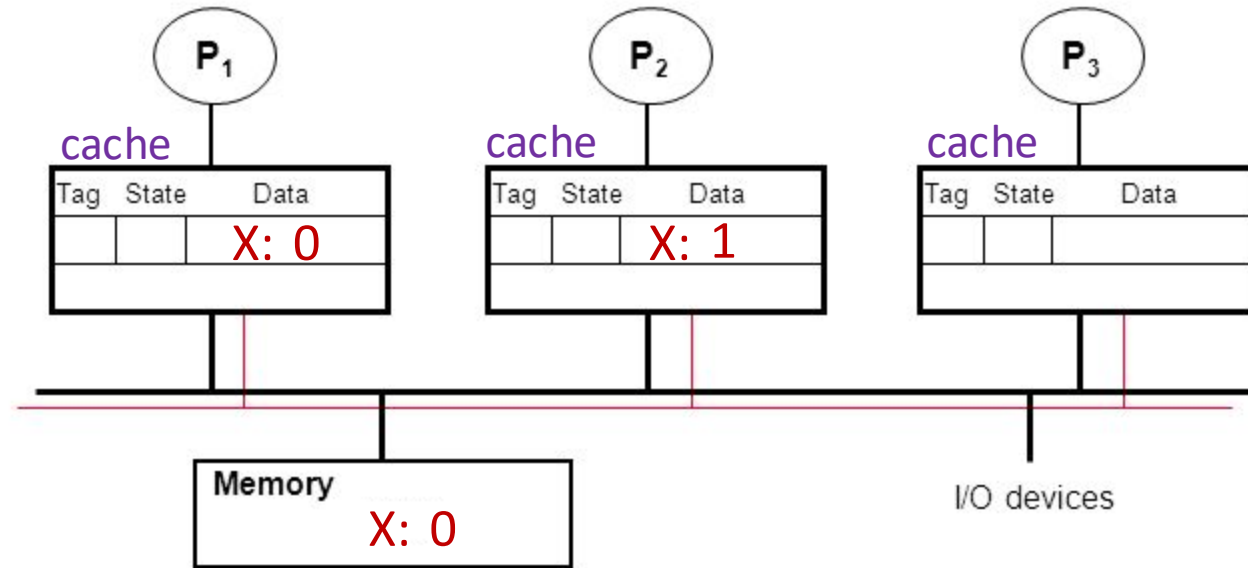 P1
P2
P3
cache
cache
cache
Tag State Data
Tag State Data
Tag State Data
X: 0
X: 1
Memory
X: 0
I/O devices